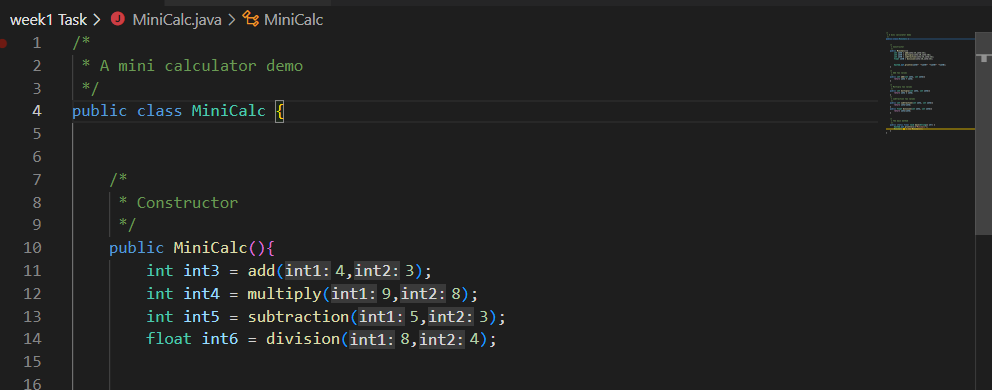 week1 Task > MiniCalc.java > MiniCalc
1 /*
2 * A mini calculator demo
3 */
4 public class MiniCalc {
5
6
7 /*
8 * Constructor
9 */
10 public MiniCalc(){
11 int int3 = add(int1: 4,int2: 3);
12 int int4 = multiply(int1: 9,int2: 8);
13 int int5 = subtraction(int1: 5,int2: 3);
14 float int6 = division(int1: 8,int2: 4);
15
16